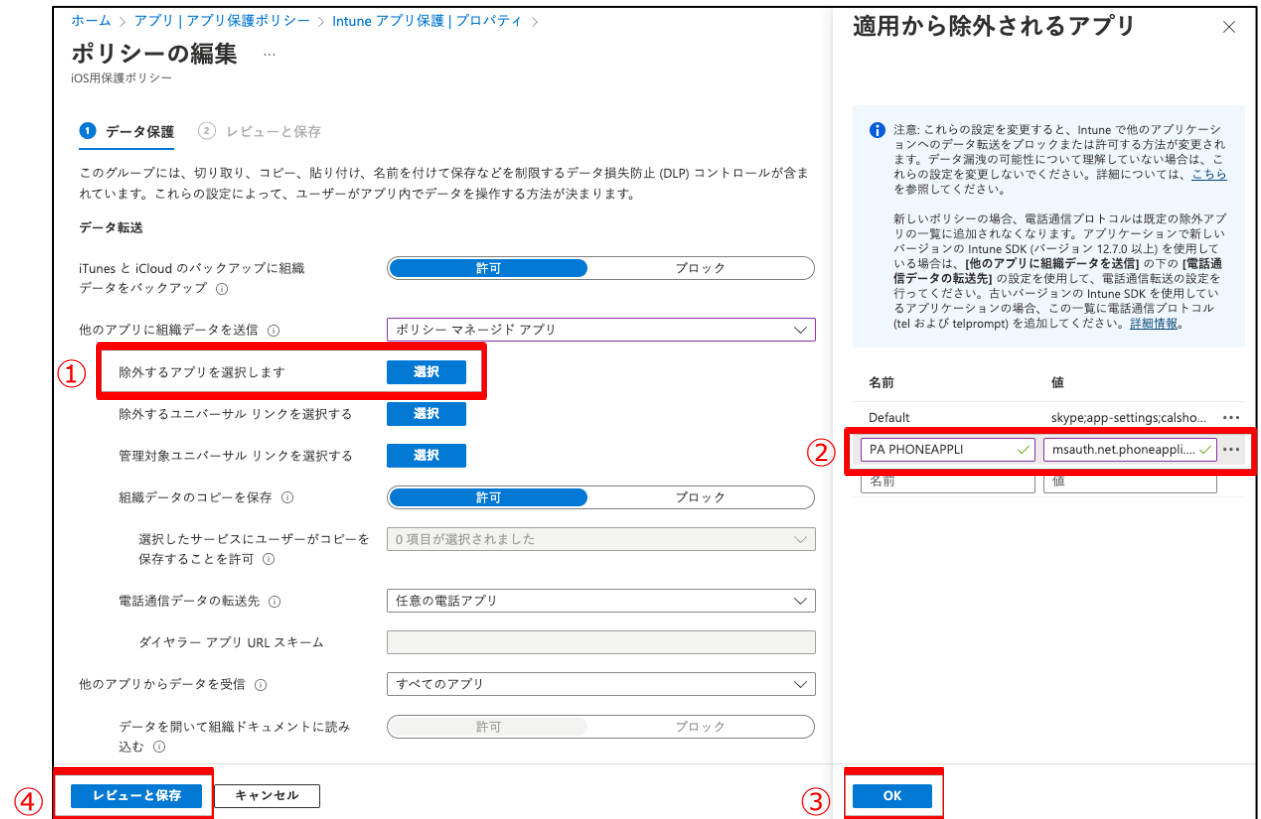 ホーム > アプリ | アプリ保護ポリシー > Intune アプリ保護 | プロパティ >
ポリシーの編集 …
iOS用保護ポリシー
1 データ保護 2 レビューと保存
このグループには、切り取り、コピー、貼り付け、名前を付けて保存などを制限するデータ損失防止 (DLP) コントロールが含ま
れています。これらの設定によって、ユーザーがアプリ内でデータを操作する方法が決まります。
データ転送
iTunes と iCloud のバックアップに組織
データをバックアップ
許可 ブロック
他のアプリに組織データを送信
ポリシー マネージド アプリ
①
除外するアプリを選択します
選択
除外するユニバーサル リンクを選択する
選択
管理対象ユニバーサル リンクを選択する
選択
組織データのコピーを保存
許可 ブロック
選択したサービスにユーザーがコピーを
保存することを許可
0 項目が選択されました
電話通信データの転送先
任意の電話アプリ
ダイヤラー アプリ URL スキーム
他のアプリからデータを受信
すべてのアプリ
データを開いて組織ドキュメントに読み
込む
許可 ブロック
④
レビューと保存 キャンセル
適用から除外されるアプリ
注意: これらの設定を変更すると、Intune で他のアプリケーシ
ョンへのデータ転送をブロックまたは許可する方法が変更され
ます。データ漏洩の可能性について理解していない場合は、こ
れらの設定を変更しないでください。詳細については、こちら
を参照してください。
新しいポリシーの場合、電話通信プロトコルは既定の除外アプ
リの一覧に追加されなくなります。アプリケーションで新しい
バージョンの Intune SDK (バージョン 12.7.0 以上) を使用して
いる場合は、[他のアプリに組織データを送信] の下の [電話通
信データの転送先] の設定を使用して、電話通信転送の設定を
行ってください。古いバージョンの Intune SDK を使用してい
るアプリケーションの場合、この一覧に電話通信プロトコル
(tel および telprompt) を追加してください。詳細情報。
名前 値
Default skype;app-settings;calsho... •••
②
PA PHONEAPPLI msauth.net.phoneappli.... •••
名前 値
③
OK